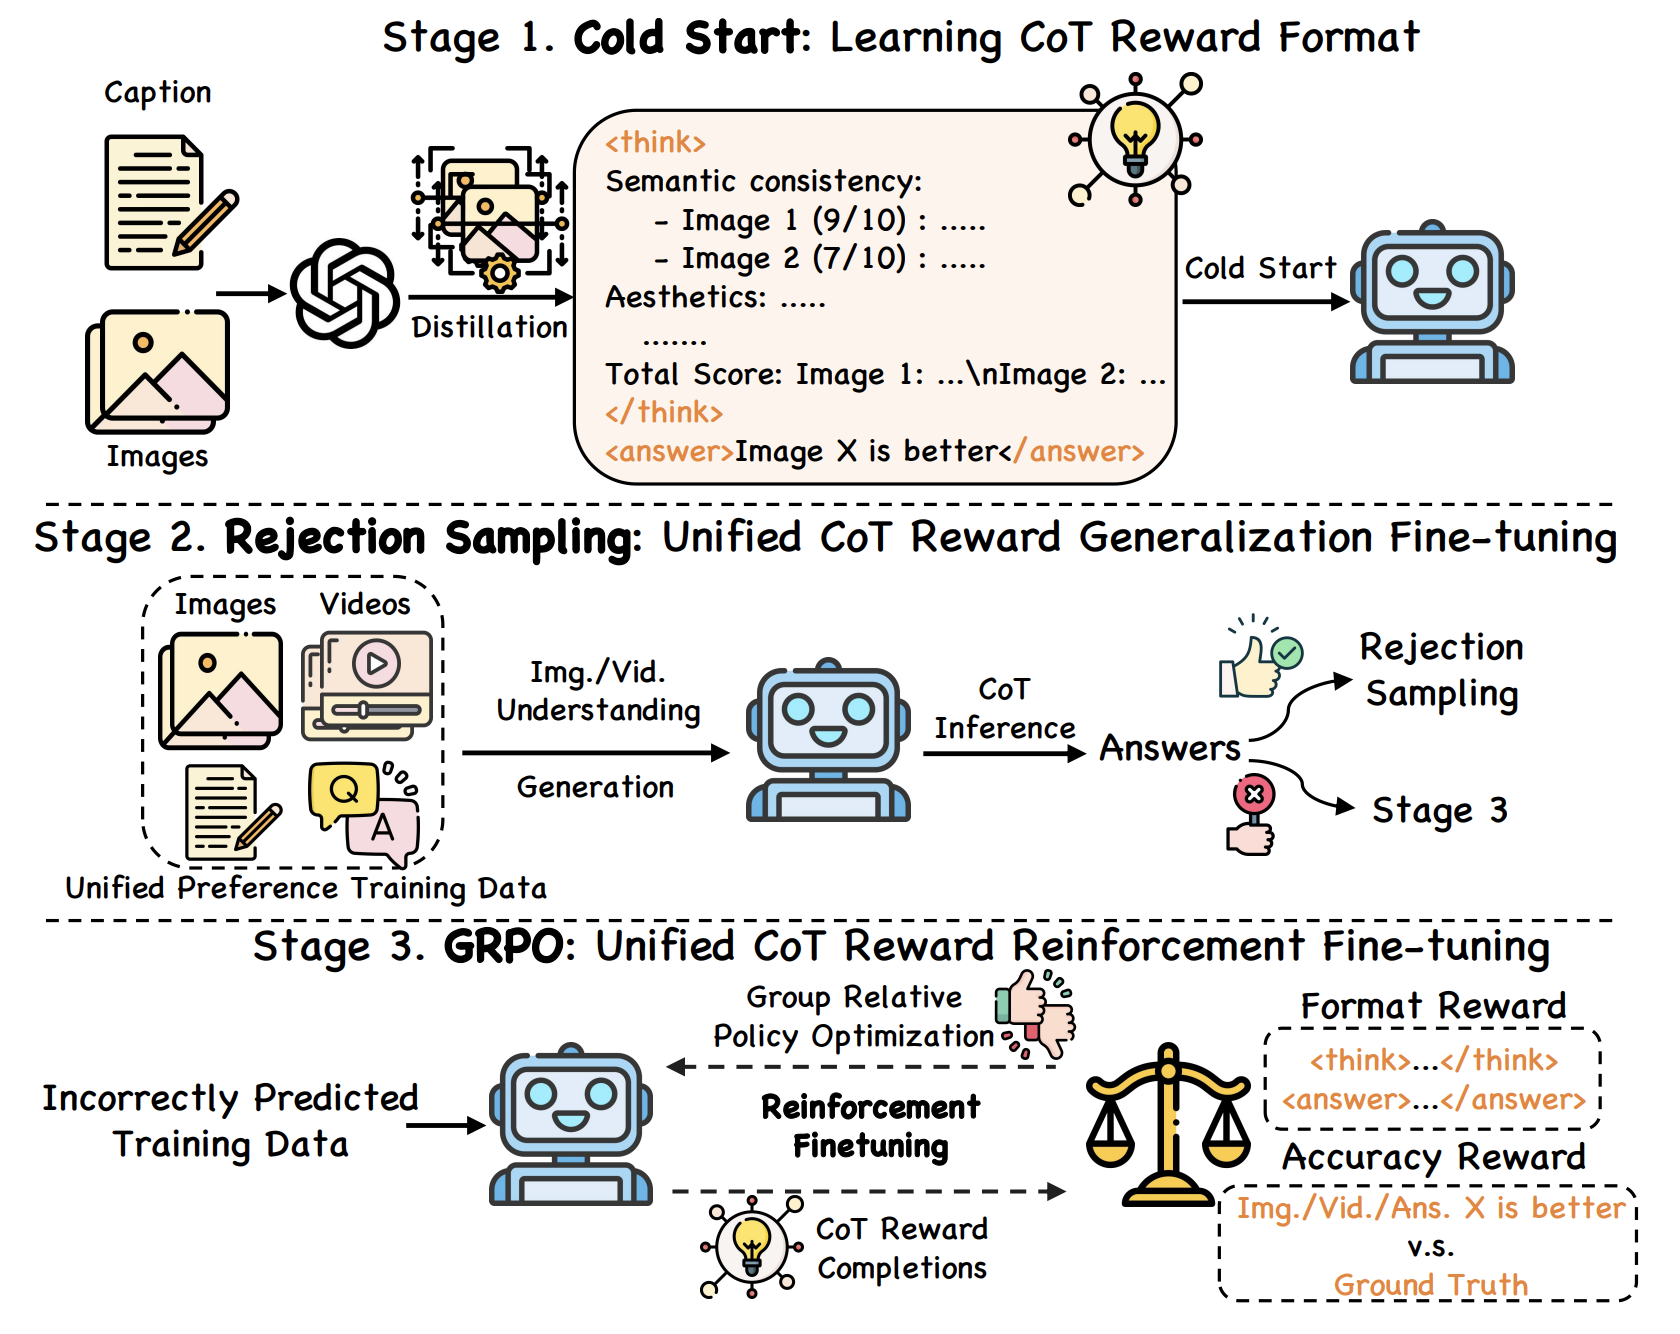 Stage 1. Cold Start: Learning CoT Reward Format
Caption
Images
Distillation
<think>
Semantic consistency:
- Image 1 (9/10) : .....
- Image 2 (7/10) : .....
Aesthetics: .....
.......
Total Score: Image 1: ...\nImage 2: ...
</think>
<answer>Image X is better</answer>
Cold Start
Stage 2. Rejection Sampling: Unified CoT Reward Generalization Fine-tuning
Images
Videos
Q
A
Unified Preference Training Data
Img./Vid.
Understanding
Generation
CoT
Inference
Answers
Rejection
Sampling
Stage 3
Stage 3. GRPO: Unified CoT Reward Reinforcement Fine-tuning
Incorrectly Predicted
Training Data
Group Relative
Policy Optimization
Reinforcement
Finetuning
CoT Reward
Completions
Format Reward
<think>...</think>
<answer>...</answer>
Accuracy Reward
Img./Vid./Ans. X is better
v.s.
Ground Truth